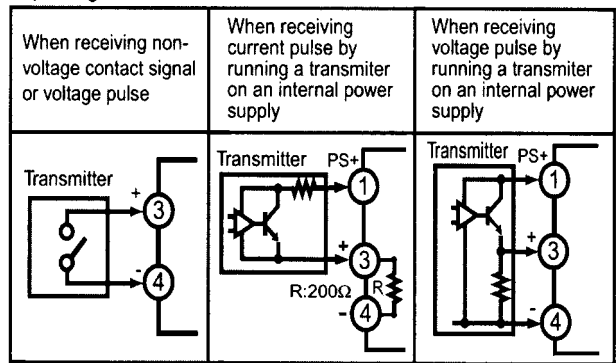 When receiving non-
voltage contact signal
or voltage pulse
When receiving
current pulse by
running a transmiter
on an internal power
supply
When receiving
voltage pulse by
running a transmiter
on an internal power
supply
Transmitter
+
3
-
4
Transmitter
PS+
1
+
3
R:200Ω
R
-
4
Transmitter
PS+
1
+
3
-
4